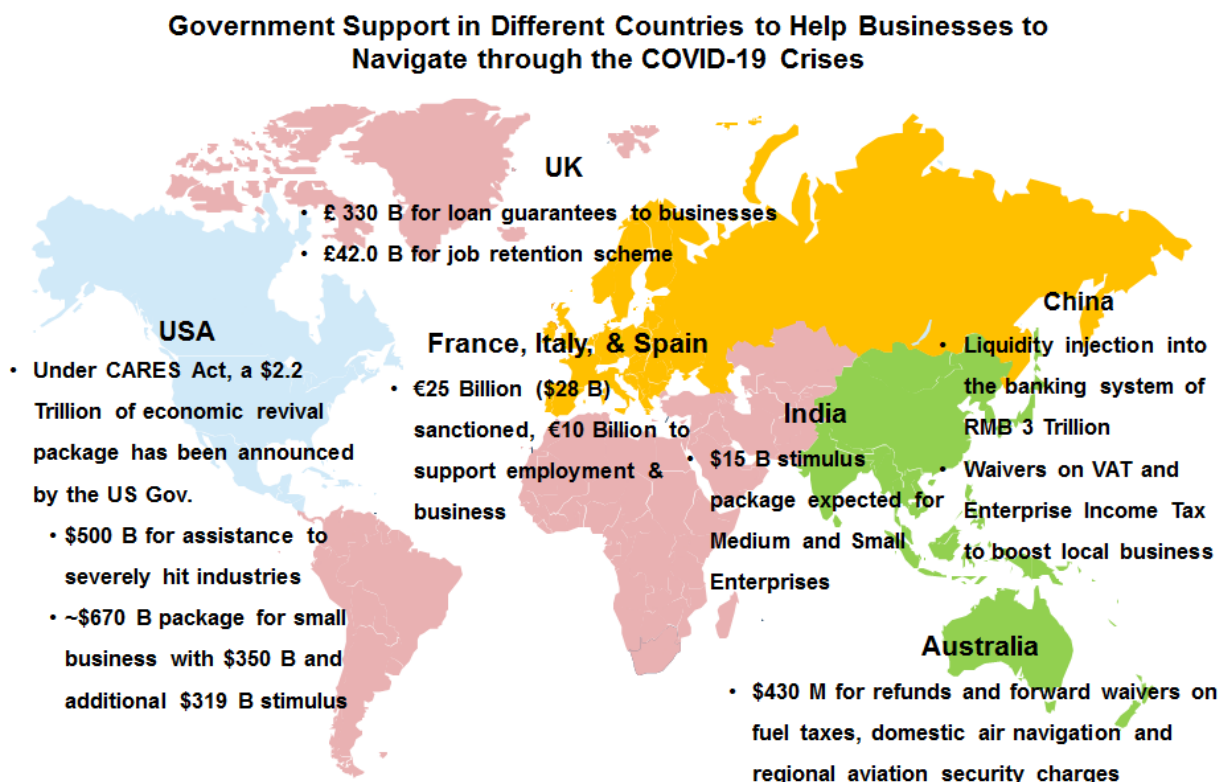 Government Support in Different Countries to Help Businesses to
Navigate through the COVID-19 Crises
UK
• £ 330 B for loan guarantees to businesses
• £42.0 B for job retention scheme
USA
• Under CARES Act, a $2.2
Trillion of economic revival
package has been announced
by the US Gov.
• $500 B for assistance to
severely hit industries
• ~$670 B package for small
business with $350 B and
additional $319 B stimulus
France, Italy, & Spain
• €25 Billion ($28 B)
sanctioned, €10 Billion to
support employment &
business
India
• $15 B stimulus
package expected for
Medium and Small
Enterprises
China
• Liquidity injection into
the banking system of
RMB 3 Trillion
• Waivers on VAT and
Enterprise Income Tax
to boost local business
Australia
• $430 M for refunds and forward waivers on
fuel taxes, domestic air navigation and
regional aviation security charges